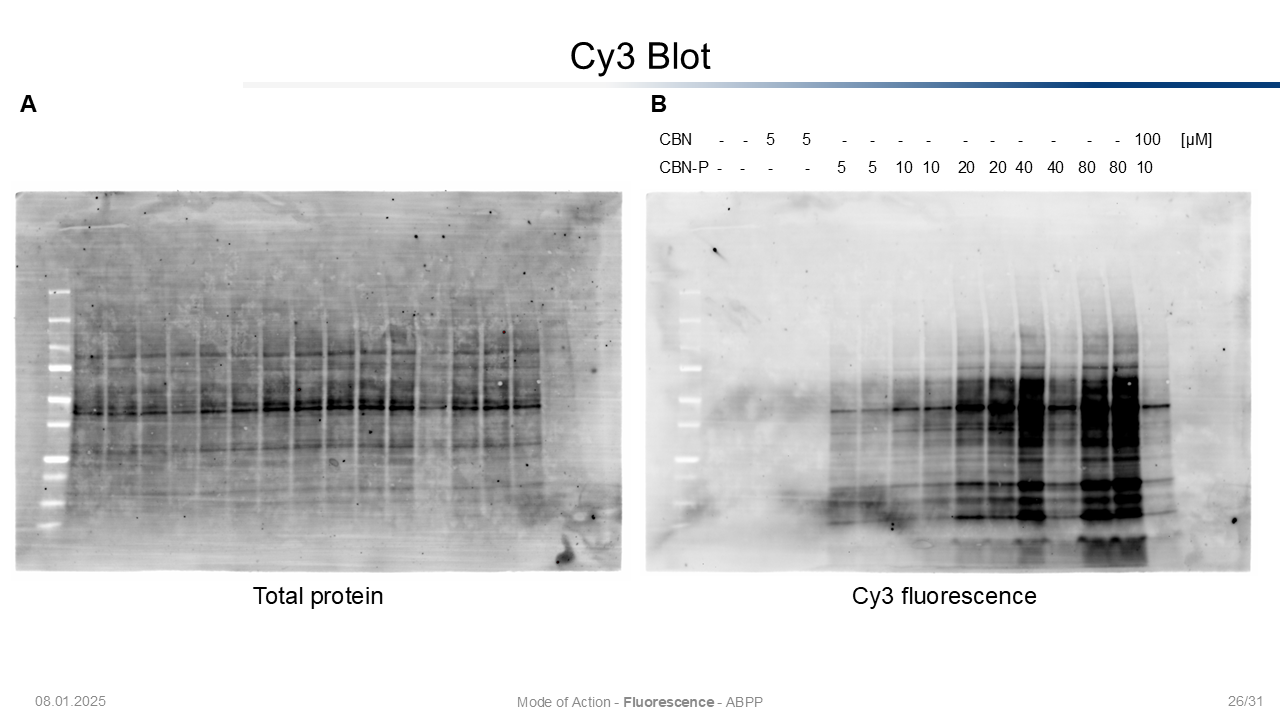 Cy3 Blot
A
B
CBN - - 5 5 - - - - - - - - - - 100 [µM]
CBN-P - - - - 5 5 10 10 20 20 40 40 80 80 10
Total protein
Cy3 fluorescence
08.01.2025
Mode of Action - Fluorescence - ABPP
26/31